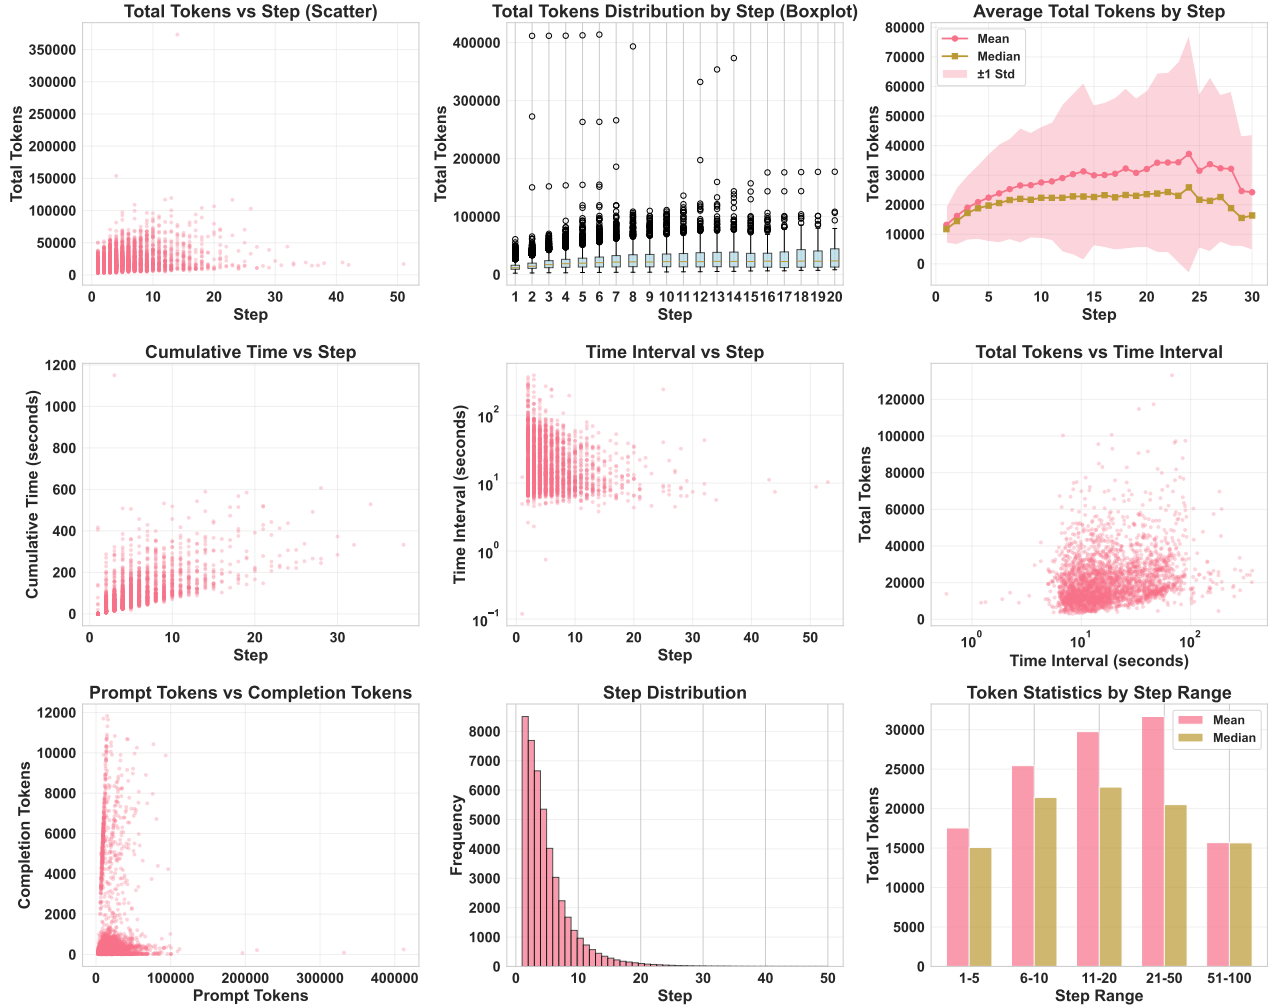 Total Tokens vs Step (Scatter)
Total Tokens
350000
300000
250000
200000
150000
100000
50000
0
0 10 20 30 40 50
Step
Total Tokens Distribution by Step (Boxplot)
Total Tokens
400000
300000
200000
100000
0
1 2 3 4 5 6 7 8 9 10 11 12 13 14 15 16 17 18 19 20
Step
Average Total Tokens by Step
Mean
Median
±1 Std
Total Tokens
80000
70000
60000
50000
40000
30000
20000
10000
0
0 5 10 15 20 25 30
Step
Cumulative Time vs Step
Cumulative Time (seconds)
1200
1000
800
600
400
200
0
0 10 20 30
Step
Time Interval vs Step
Time Interval (seconds)
10²
10¹
10⁰
10⁻¹
0 10 20 30 40 50
Step
Total Tokens vs Time Interval
Total Tokens
120000
100000
80000
60000
40000
20000
0
10⁰ 10¹ 10²
Time Interval (seconds)
Prompt Tokens vs Completion Tokens
Completion Tokens
12000
10000
8000
6000
4000
2000
0
0 100000 200000 300000 400000
Prompt Tokens
Step Distribution
Frequency
8000
7000
6000
5000
4000
3000
2000
1000
0
0 10 20 30 40 50
Step
Token Statistics by Step Range
Mean
Median
Total Tokens
30000
25000
20000
15000
10000
5000
0
1-5 6-10 11-20 21-50 51-100
Step Range